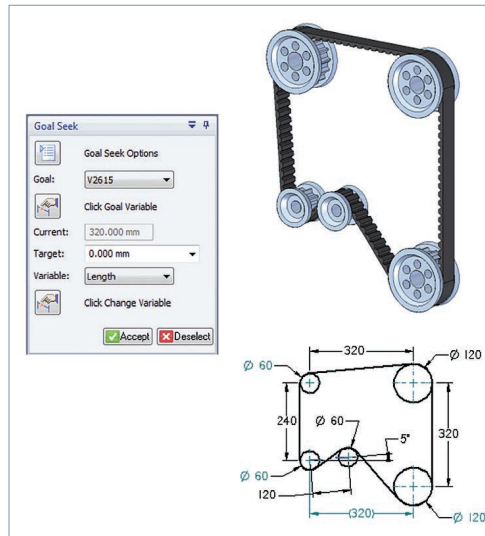 Goal Seek
Goal Seek Options
Goal: V2615
Click Goal Variable
Current: 320.000 mm
Target: 0.000 mm
Variable: Length
Click Change Variable
Accept Deselect
320
Ø 120
Ø 60
240
Ø 60
320
5°
Ø 60
120
(320)
Ø 120